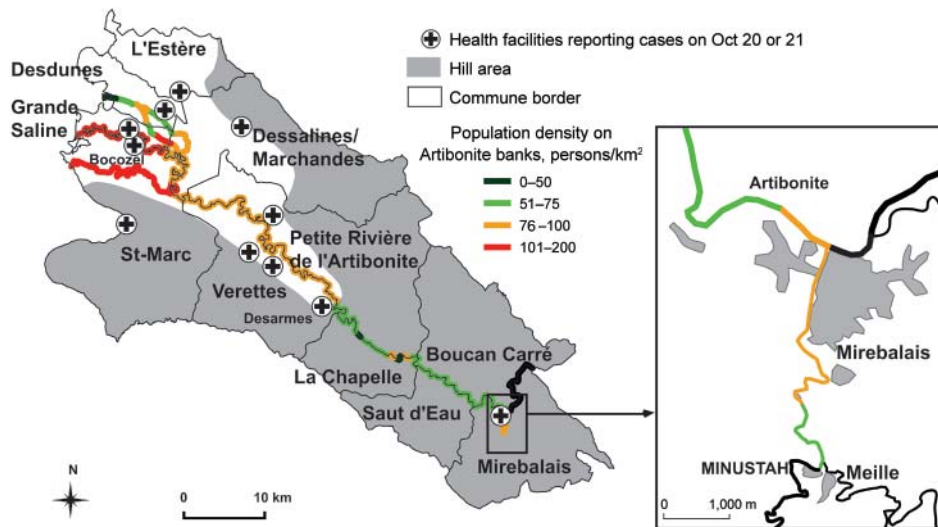 L'Estère
Desdunes
Grande
Saline
Bocozel
Dessalines/
Marchandes
St-Marc
Petite Rivière
de l'Artibonite
Verettes
Desarmes
La Chapelle
Boucan Carré
Saut d'Eau
Mirebalais
N
0 10 km
Health facilities reporting cases on Oct 20 or 21
Hill area
Commune border
Population density on
Artibonite banks, persons/km²
0–50
51–75
76–100
101–200
Artibonite
Mirebalais
MINUSTAH
Meille
0 1,000 m